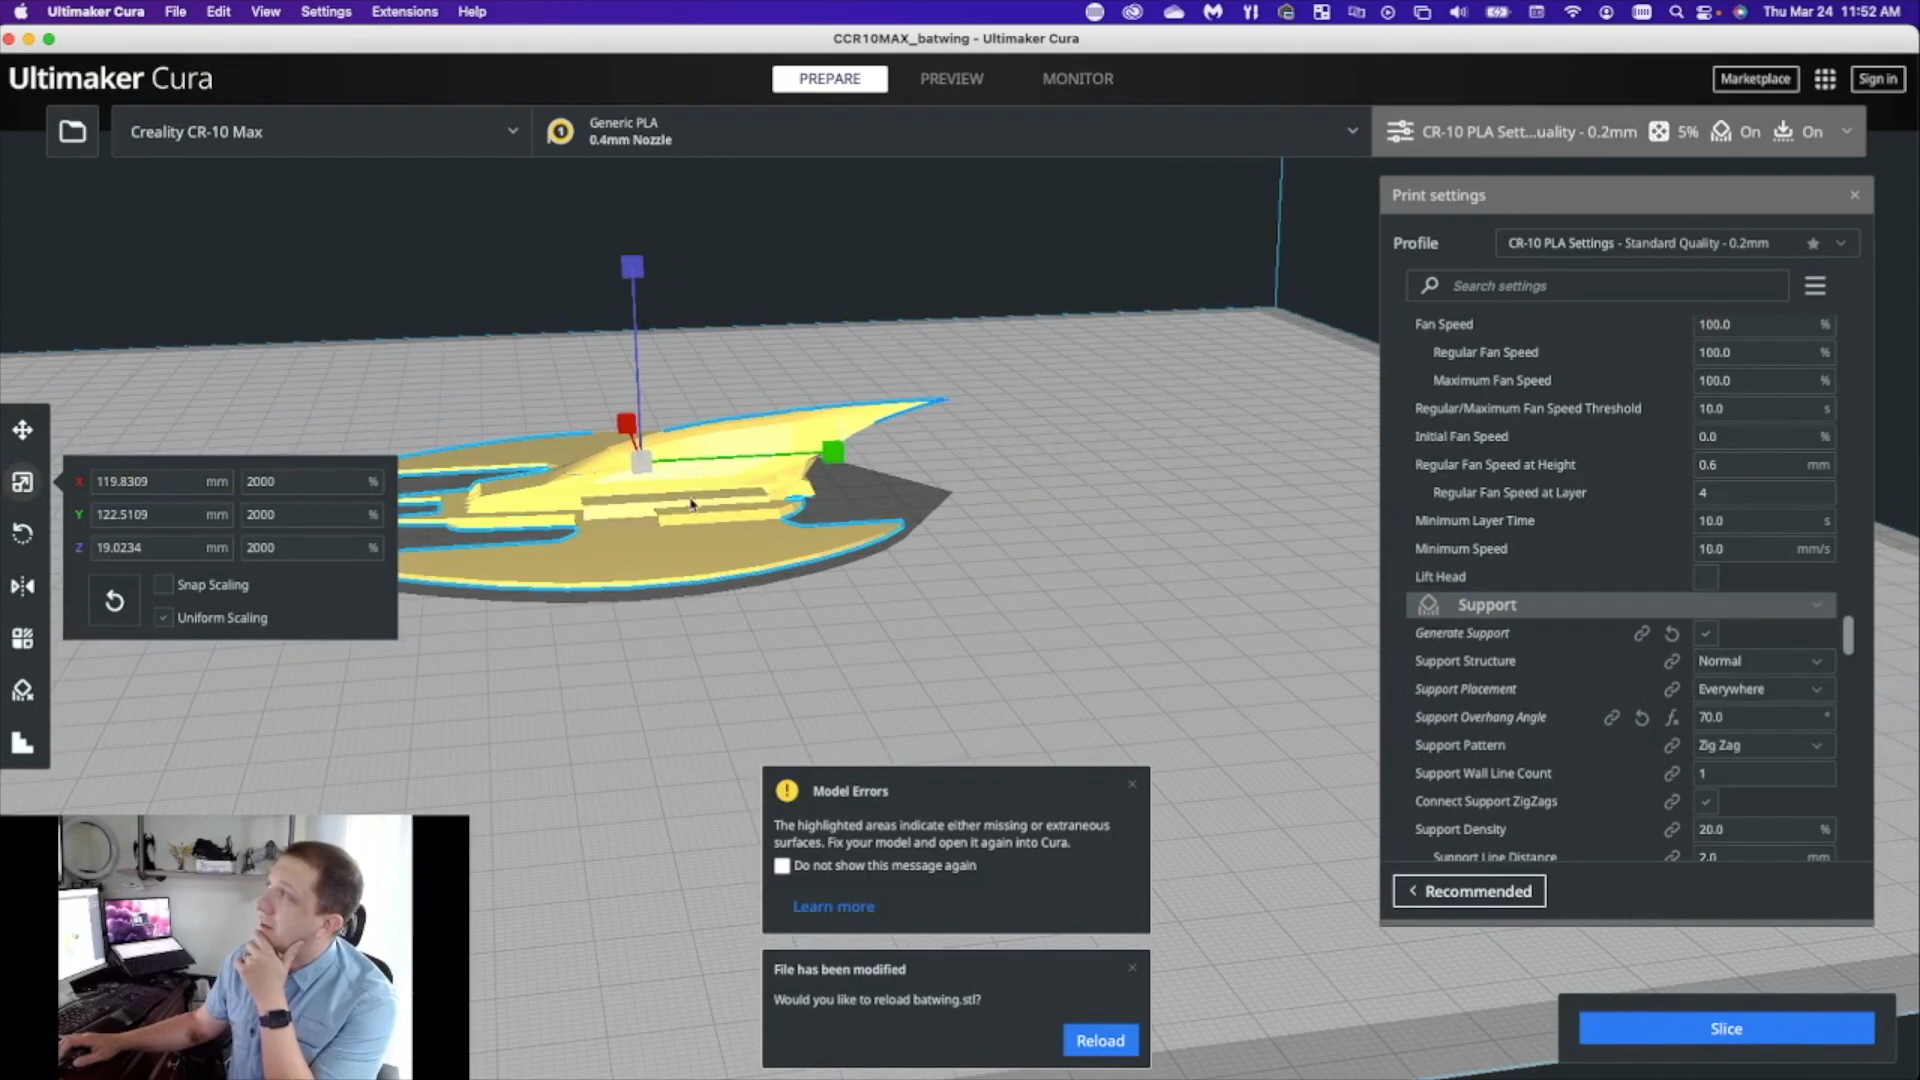 Ultimaker Cura File Edit View Settings Extensions Help
Thu Mar 24 11:52 AM
CCR10MAX_batwing - Ultimaker Cura
Ultimaker Cura
PREPARE PREVIEW MONITOR
Marketplace Sign in
Creality CR-10 Max
1
Generic PLA
0.4mm Nozzle
CR-10 PLA Sett...uality - 0.2mm 5% On On
Print settings
Profile CR-10 PLA Settings - Standard Quality - 0.2mm
Search settings
Fan Speed 100.0 %
Regular Fan Speed 100.0 %
Maximum Fan Speed 100.0 %
Regular/Maximum Fan Speed Threshold 10.0 s
Initial Fan Speed 0.0 %
Regular Fan Speed at Height 0.6 mm
Regular Fan Speed at Layer 4
Minimum Layer Time 10.0 s
Minimum Speed 10.0 mm/s
Lift Head
Support
Generate Support
Support Structure Normal
Support Placement Everywhere
Support Overhang Angle 70.0 °
Support Pattern Zig Zag
Support Wall Line Count 1
Connect Support ZigZags
Support Density 20.0 %
Support Line Distance 2.0 mm
Recommended
X 119.8309 mm 2000 %
Y 122.5109 mm 2000 %
Z 19.0234 mm 2000 %
Snap Scaling
Uniform Scaling
Model Errors
The highlighted areas indicate either missing or extraneous
surfaces. Fix your model and open it again into Cura.
Do not show this message again
Learn more
File has been modified
Would you like to reload batwing.stl?
Reload
Slice